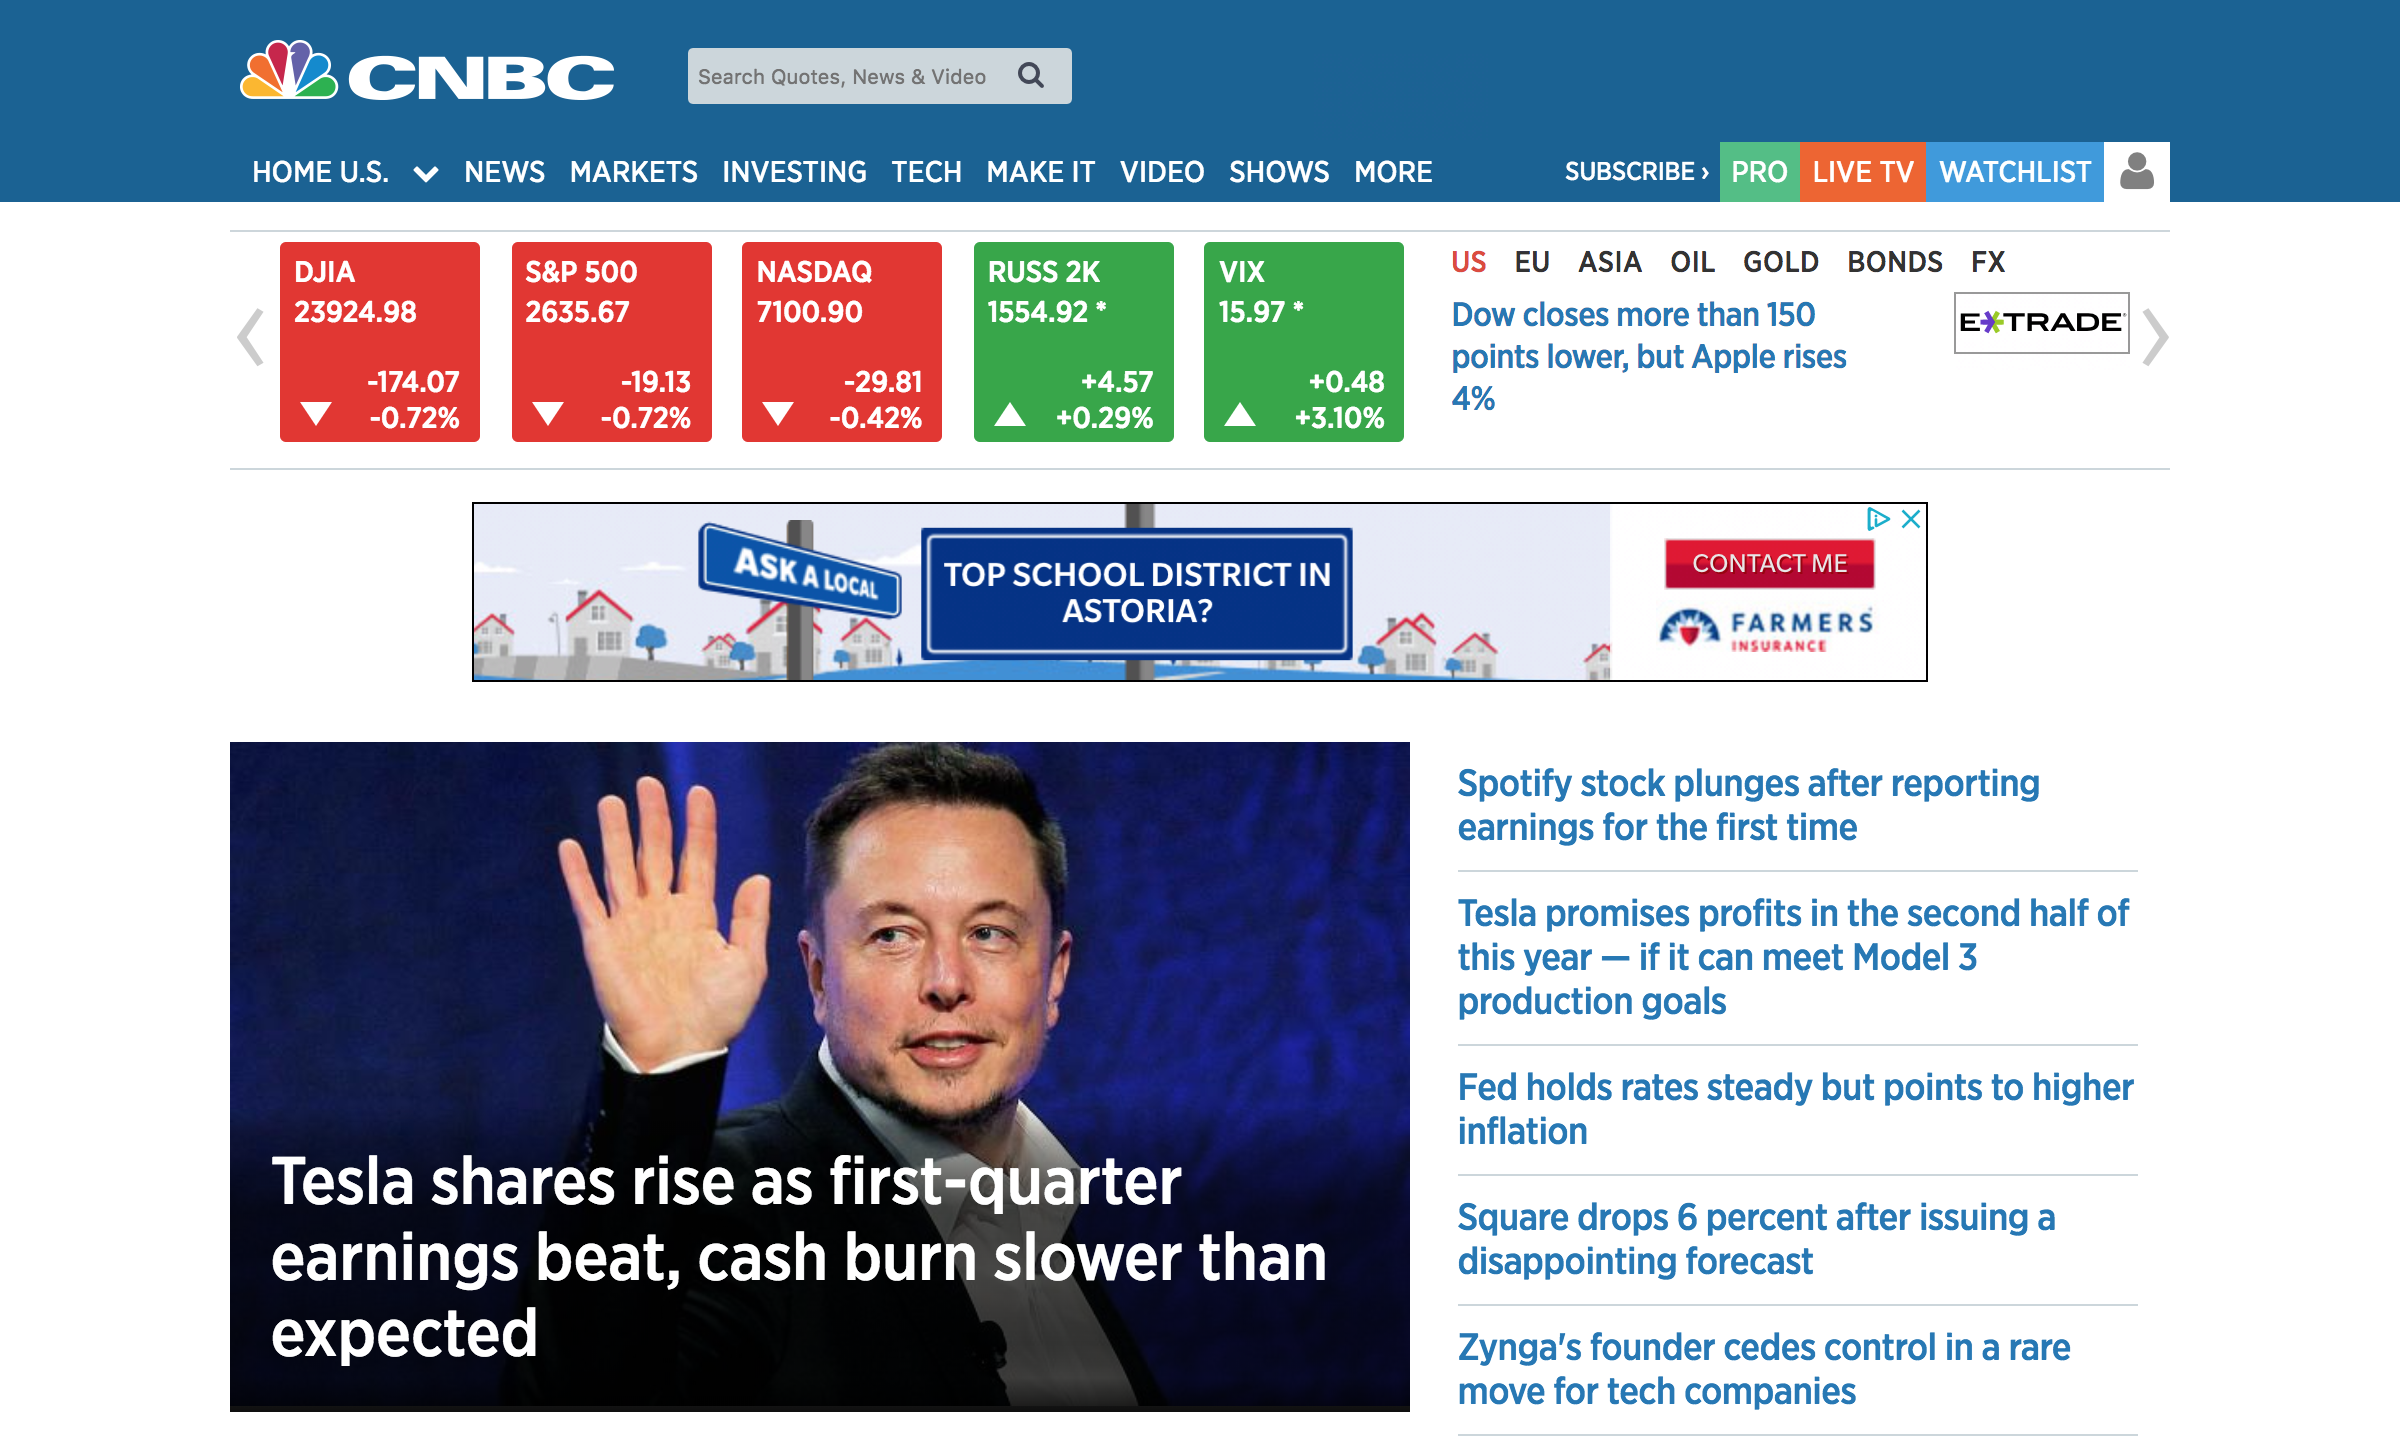 CNBC
Search Quotes, News & Video
HOME U.S. NEWS MARKETS INVESTING TECH MAKE IT VIDEO SHOWS MORE SUBSCRIBE › PRO LIVE TV WATCHLIST
DJIA
23924.98
-174.07
-0.72%
S&P 500
2635.67
-19.13
-0.72%
NASDAQ
7100.90
-29.81
-0.42%
RUSS 2K
1554.92 *
+4.57
+0.29%
VIX
15.97 *
+0.48
+3.10%
US EU ASIA OIL GOLD BONDS FX
Dow closes more than 150
points lower, but Apple rises
4%
E*TRADE
ASK A LOCAL
TOP SCHOOL DISTRICT IN
ASTORIA?
CONTACT ME
FARMERS
INSURANCE
Tesla shares rise as first-quarter
earnings beat, cash burn slower than
expected
Spotify stock plunges after reporting
earnings for the first time
Tesla promises profits in the second half of
this year — if it can meet Model 3
production goals
Fed holds rates steady but points to higher
inflation
Square drops 6 percent after issuing a
disappointing forecast
Zynga's founder cedes control in a rare
move for tech companies